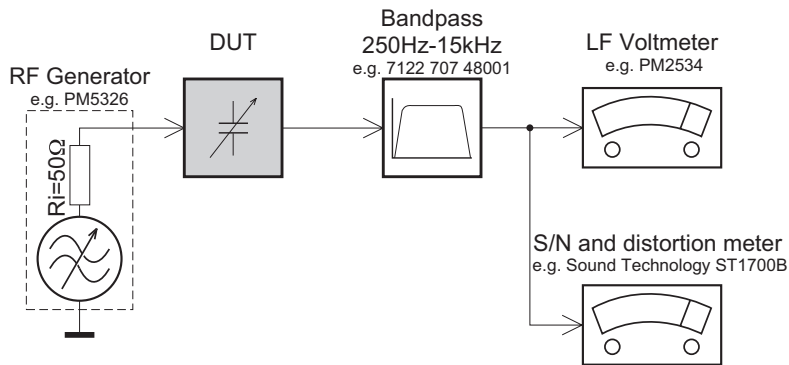 RF Generator
e.g. PM5326
Ri=50Ω
DUT
Bandpass
250Hz-15kHz
e.g. 7122 707 48001
LF Voltmeter
e.g. PM2534
S/N and distortion meter
e.g. Sound Technology ST1700B